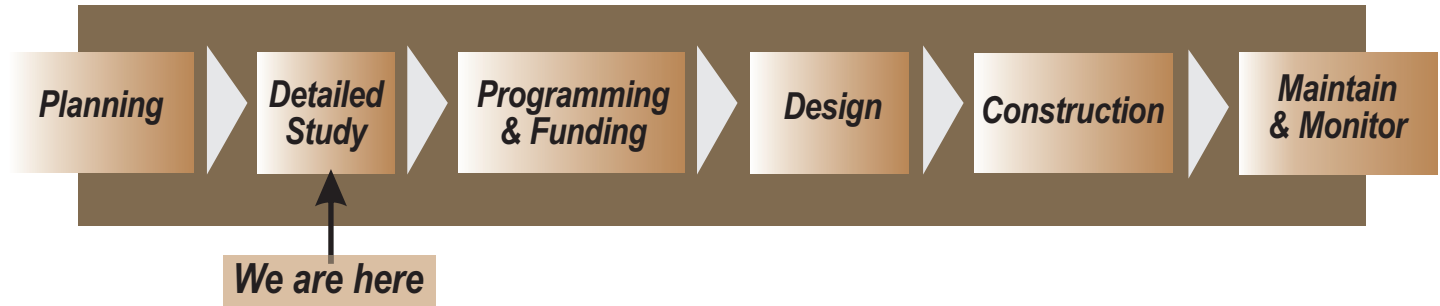 Planning
Detailed
Study
Programming
& Funding
Design
Construction
Maintain
& Monitor
We are here